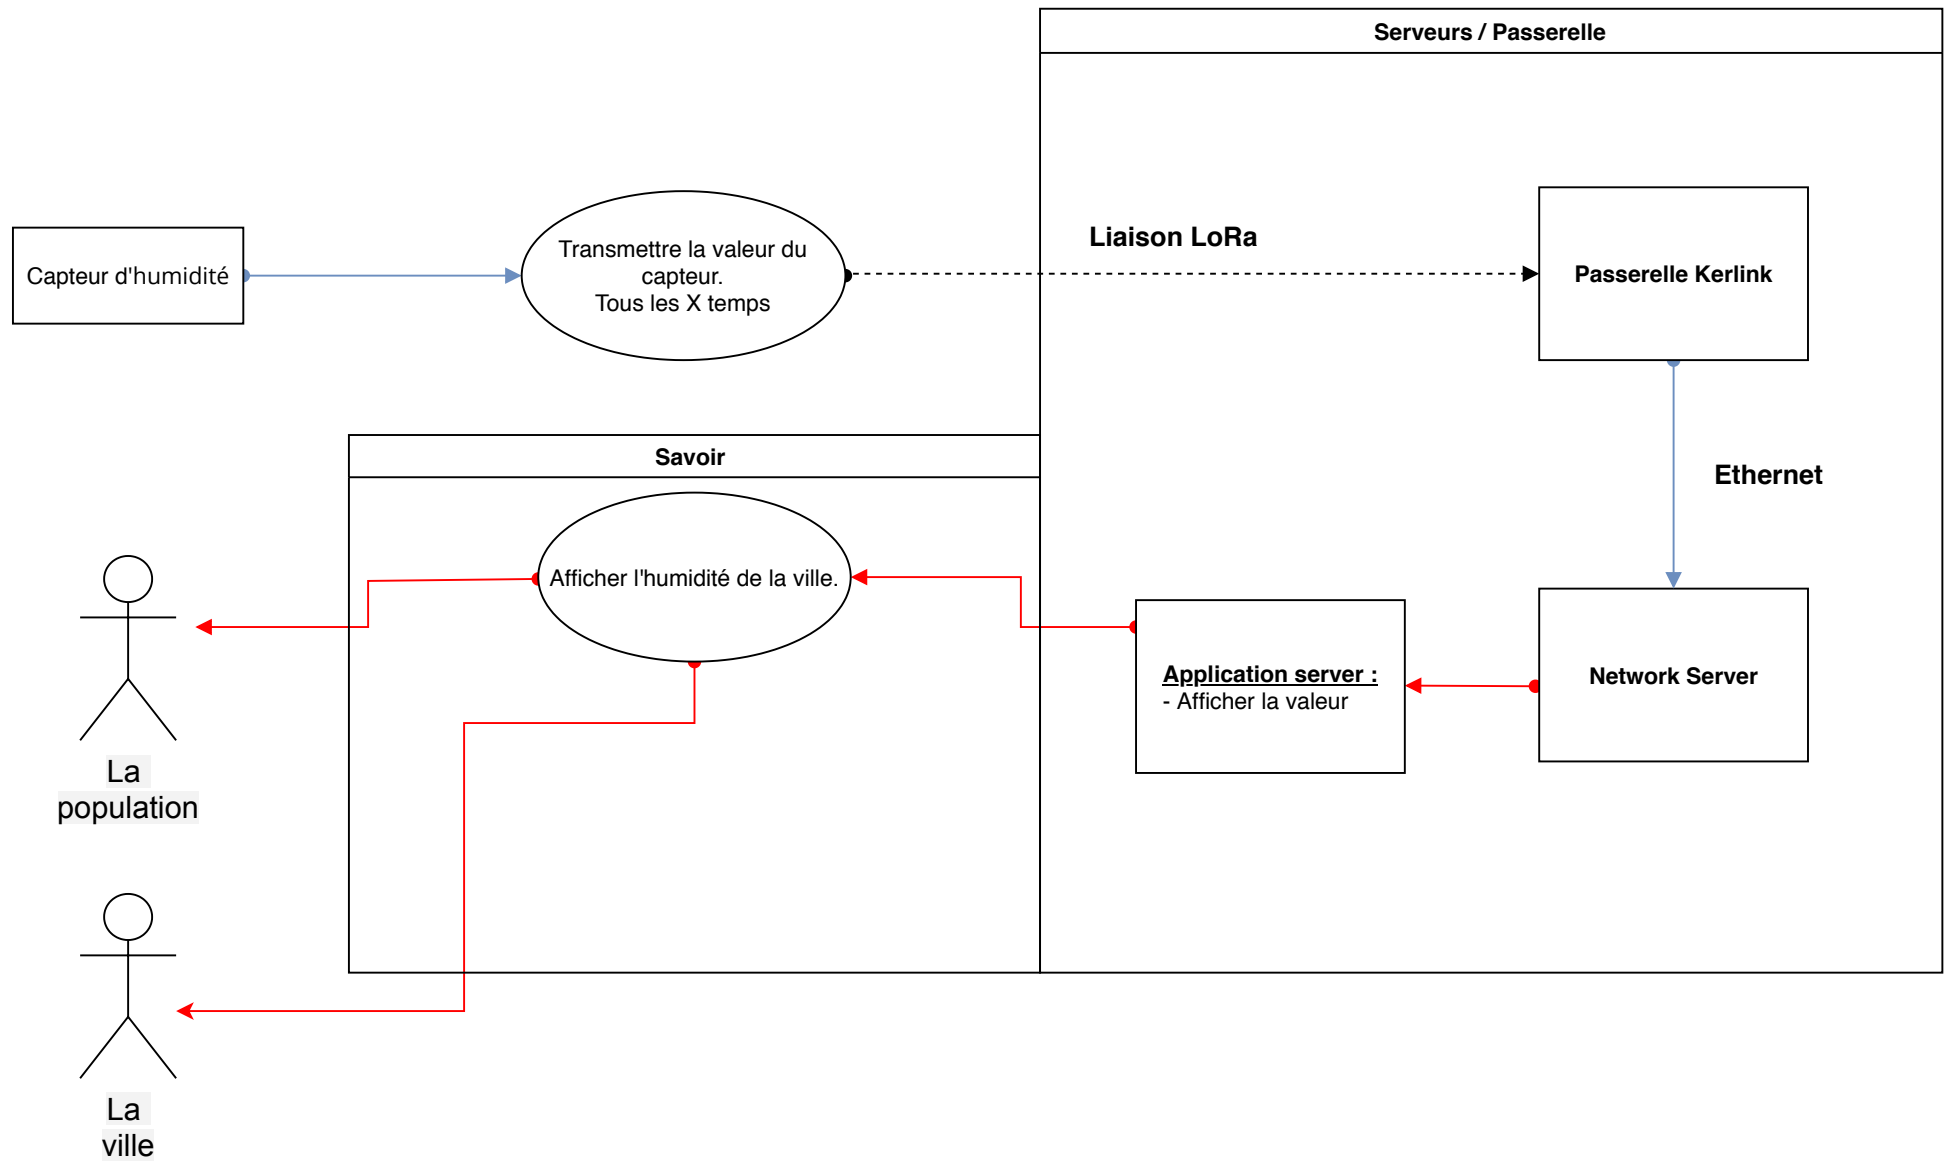 Serveurs / Passerelle
Capteur d'humidité
Transmettre la valeur du
capteur.
Tous les X temps
Liaison LoRa
Passerelle Kerlink
Ethernet
Savoir
Afficher l'humidité de la ville.
Application server :
- Afficher la valeur
Network Server
La
population
La
ville